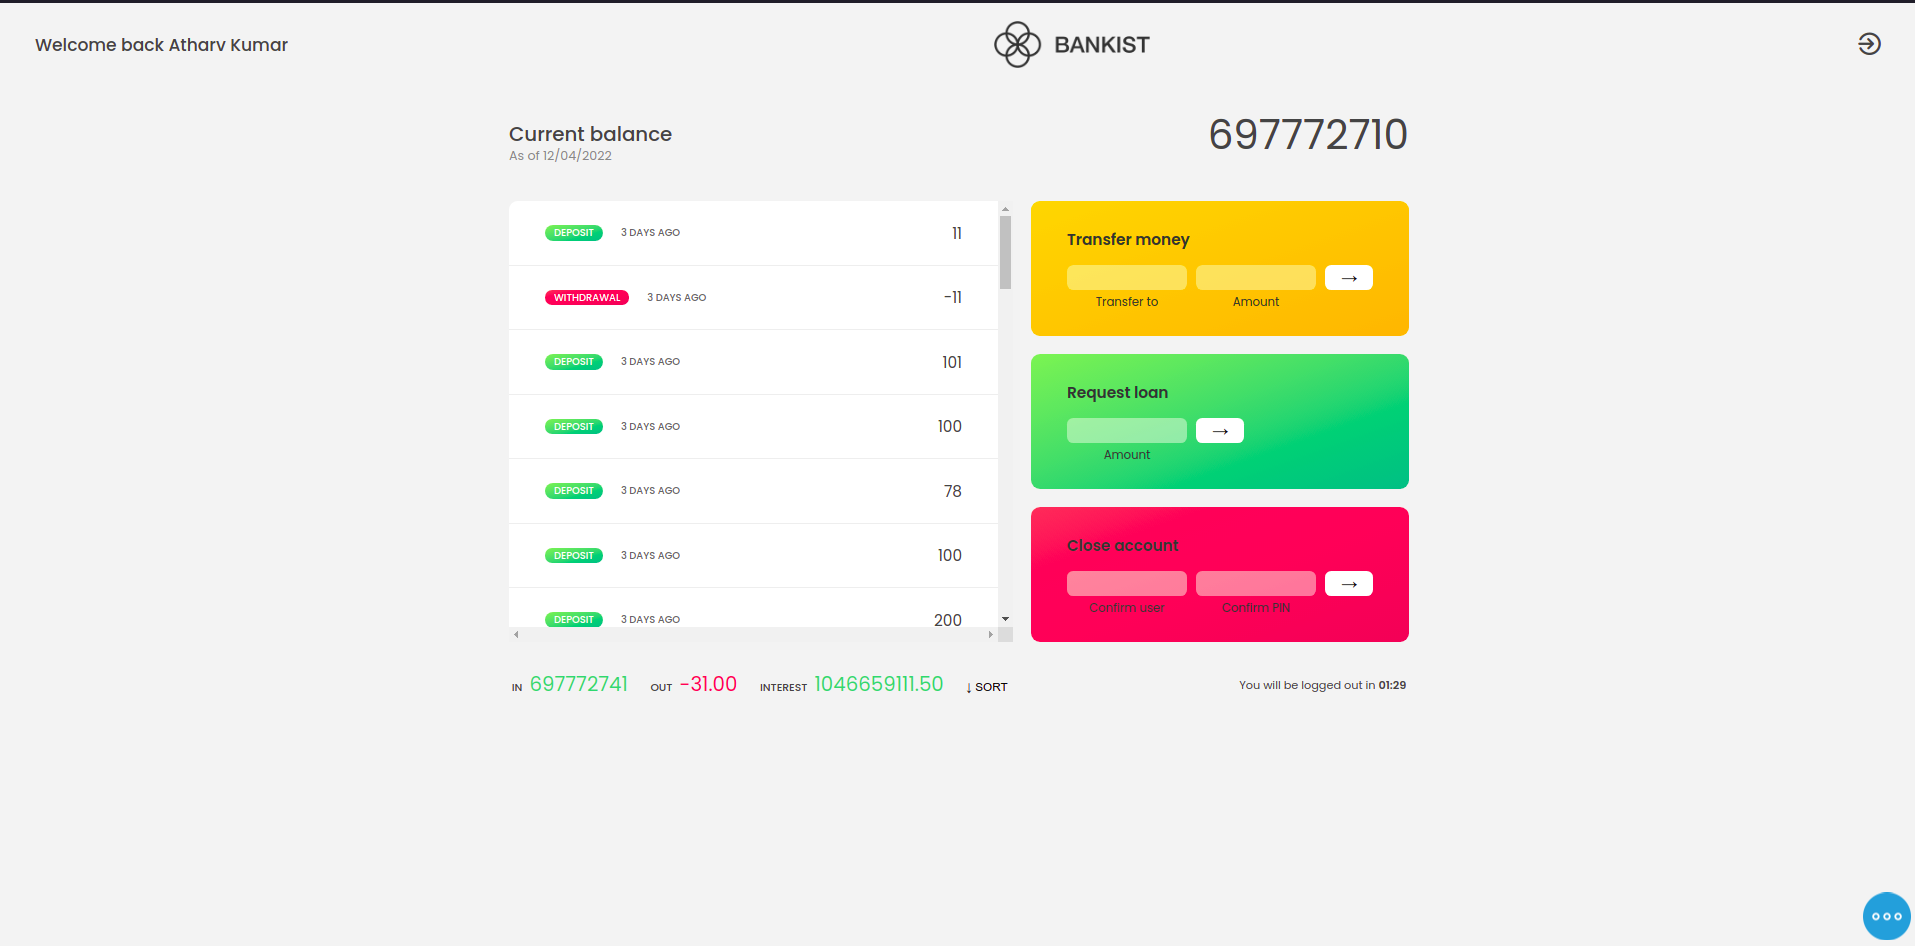 Welcome back Atharv Kumar
BANKIST
Current balance
As of 12/04/2022
697772710
DEPOSIT 3 DAYS AGO 11
WITHDRAWAL 3 DAYS AGO -11
DEPOSIT 3 DAYS AGO 101
DEPOSIT 3 DAYS AGO 100
DEPOSIT 3 DAYS AGO 78
DEPOSIT 3 DAYS AGO 100
DEPOSIT 3 DAYS AGO 200
Transfer money
→
Transfer to Amount
Request loan
→
Amount
Close account
→
Confirm user Confirm PIN
IN 697772741 OUT -31.00 INTEREST 1046659111.50 ↓ SORT
You will be logged out in 01:29